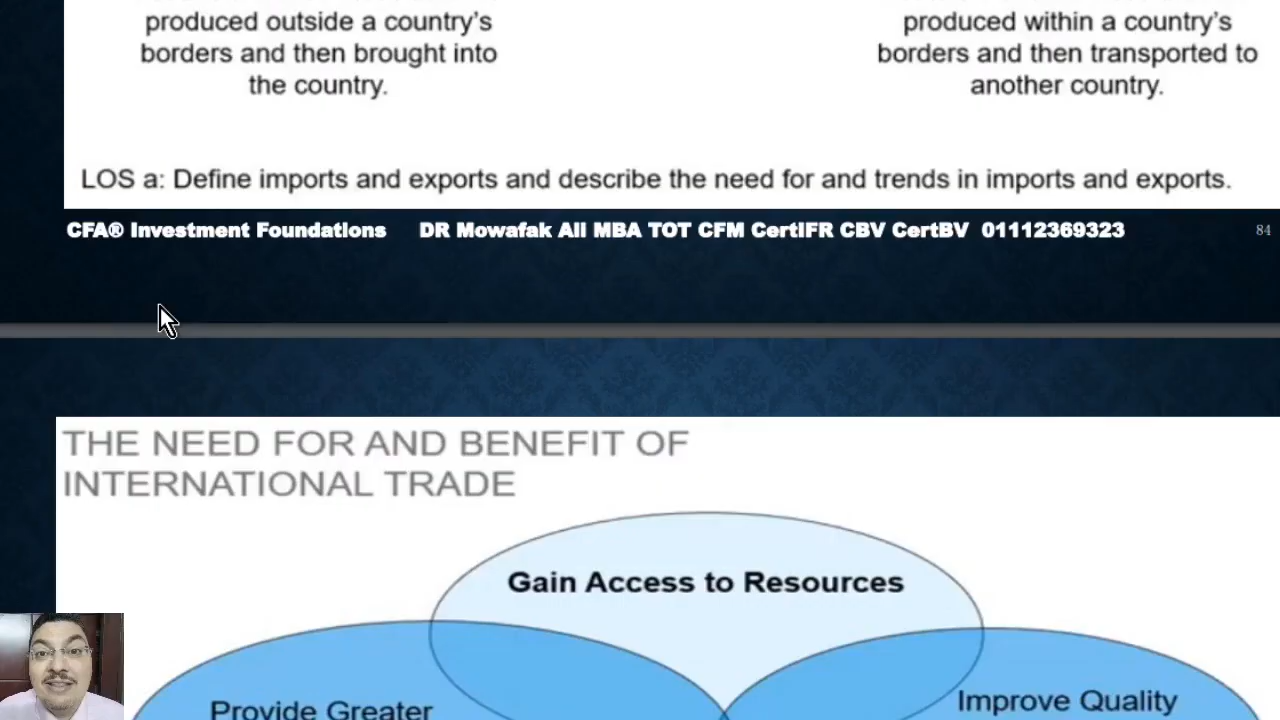 produced outside a country's
borders and then brought into
the country.
produced within a country's
borders and then transported to
another country.
LOS a: Define imports and exports and describe the need for and trends in imports and exports.
CFA® Investment Foundations DR Mowafak Ali MBA TOT CFM CertIFR CBV CertBV 01112369323
84
THE NEED FOR AND BENEFIT OF
INTERNATIONAL TRADE
Gain Access to Resources
Provide Greater
Improve Quality